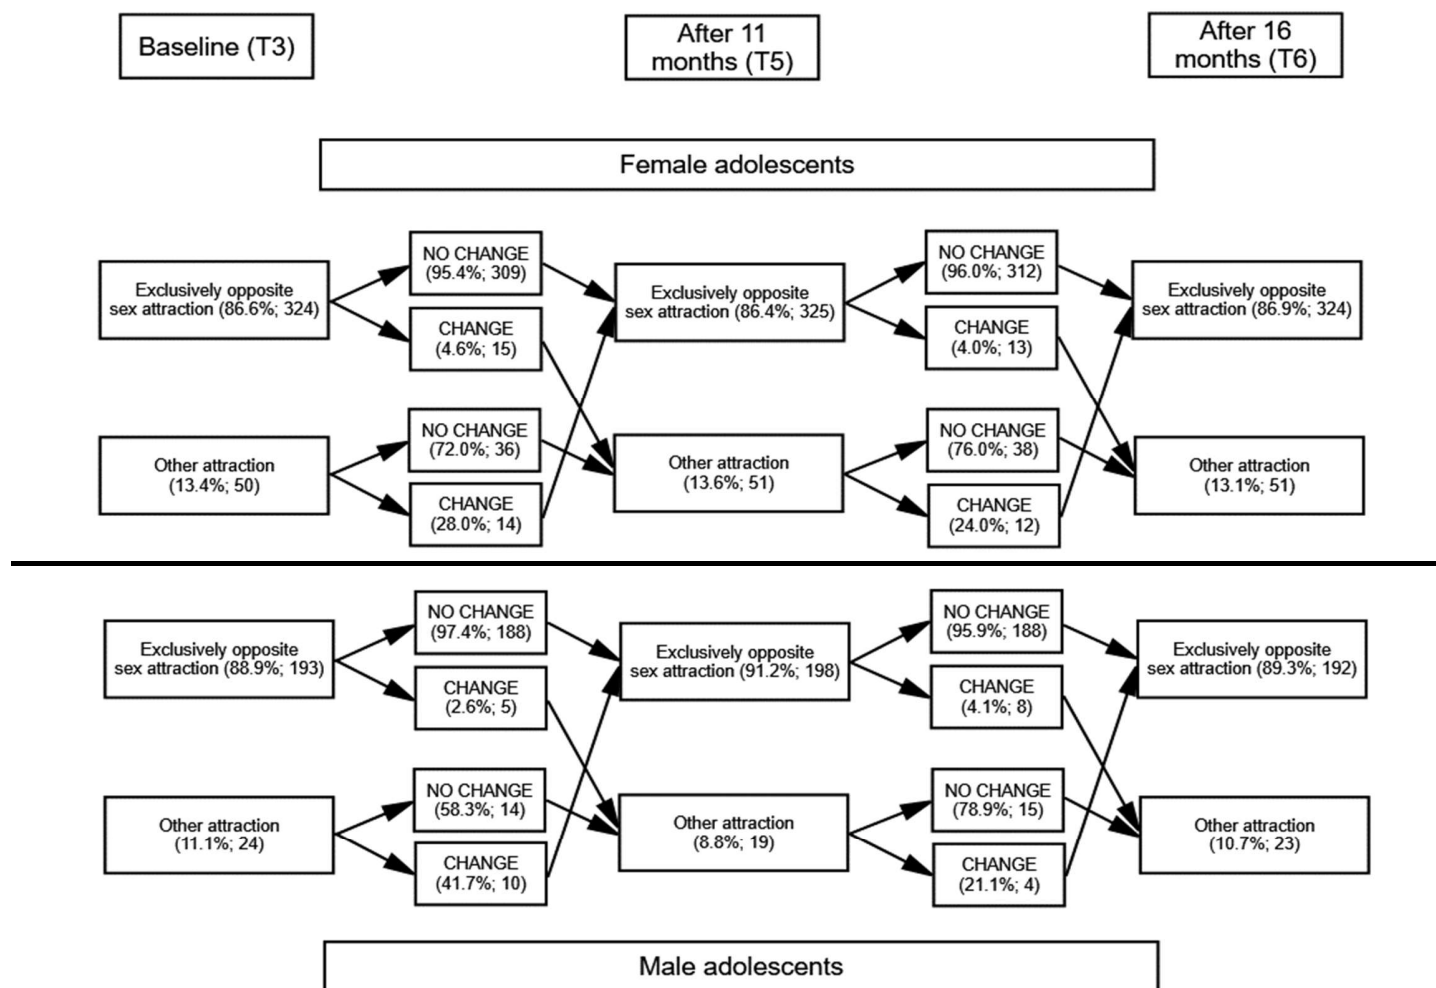 Baseline (T3)
After 11
months (T5)
After 16
months (T6)
Female adolescents
Exclusively opposite
sex attraction (86.6%; 324)
NO CHANGE
(95.4%; 309)
CHANGE
(4.6%; 15)
Exclusively opposite
sex attraction (86.4%; 325)
NO CHANGE
(96.0%; 312)
CHANGE
(4.0%; 13)
Exclusively opposite
sex attraction (86.9%; 324)
Other attraction
(13.4%; 50)
NO CHANGE
(72.0%; 36)
CHANGE
(28.0%; 14)
Other attraction
(13.6%; 51)
NO CHANGE
(76.0%; 38)
CHANGE
(24.0%; 12)
Other attraction
(13.1%; 51)
Exclusively opposite
sex attraction (88.9%; 193)
NO CHANGE
(97.4%; 188)
CHANGE
(2.6%; 5)
Exclusively opposite
sex attraction (91.2%; 198)
NO CHANGE
(95.9%; 188)
CHANGE
(4.1%; 8)
Exclusively opposite
sex attraction (89.3%; 192)
Other attraction
(11.1%; 24)
NO CHANGE
(58.3%; 14)
CHANGE
(41.7%; 10)
Other attraction
(8.8%; 19)
NO CHANGE
(78.9%; 15)
CHANGE
(21.1%; 4)
Other attraction
(10.7%; 23)
Male adolescents